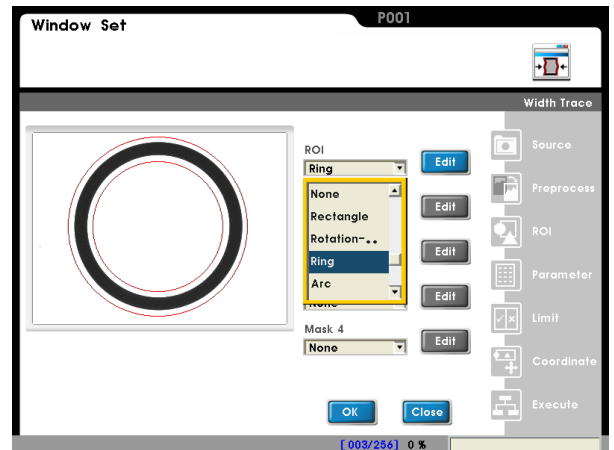 Window Set
P001
Width Trace
ROI
Ring
Edit
None
Rectangle
Rotation-..
Ring
Arc
Edit
Edit
Edit
Mask 4
None
Edit
OK
Close
Source
Preprocess
ROI
Parameter
Limit
Coordinate
Execute
[003/256] 0 %